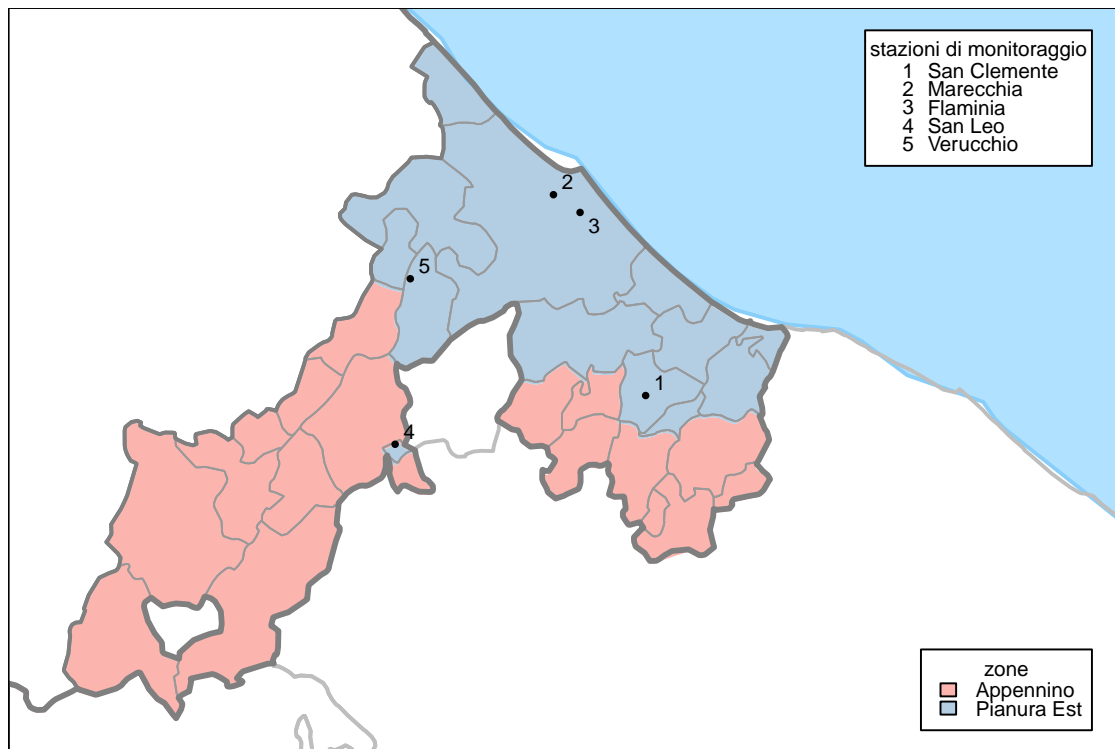 stazioni di monitoraggio
1 San Clemente
2 Marecchia
3 Flaminia
4 San Leo
5 Verucchio
2
3
5
1
4
zone
Appennino
Pianura Est